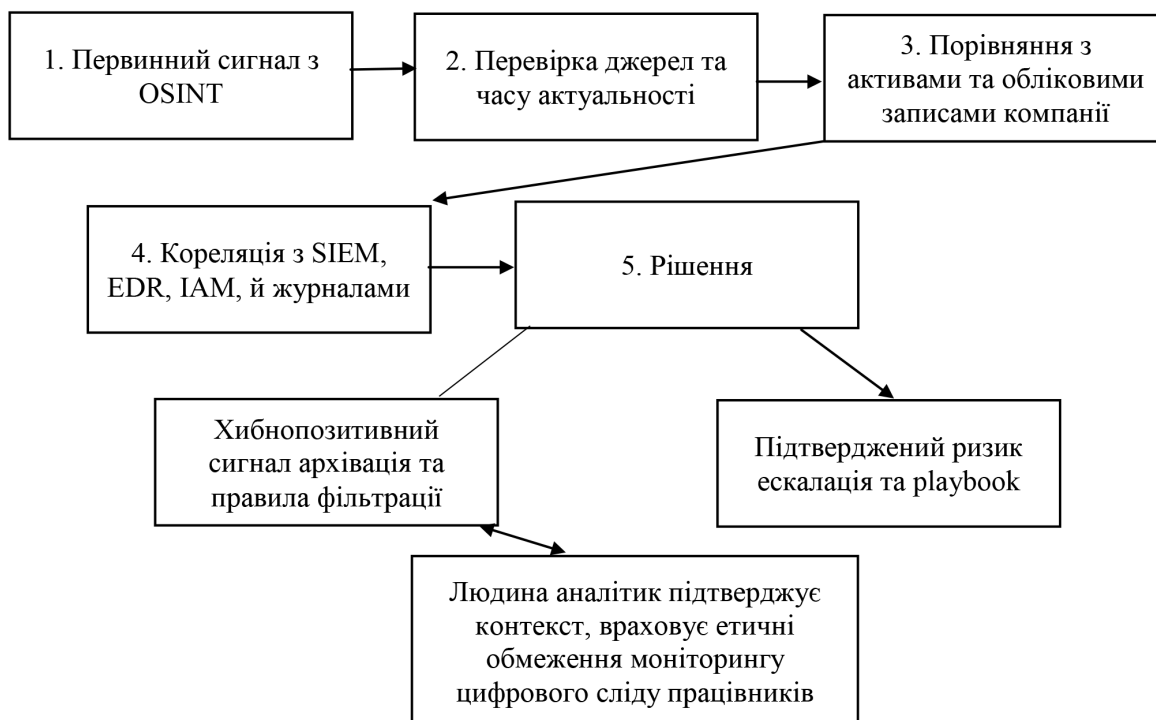 1. Первинний сигнал з
OSINT
2. Перевірка джерел та
часу актуальності
3. Порівняння з
активами та обліковими
записами компанії
4. Кореляція з SIEM,
EDR, IAM, й журналами
5. Рішення
Хибнопозитивний
сигнал архівація та
правила фільтрації
Підтверджений ризик
ескалація та playbook
Людина аналітик підтверджує
контекст, враховує етичні
обмеження моніторингу
цифрового сліду працівників